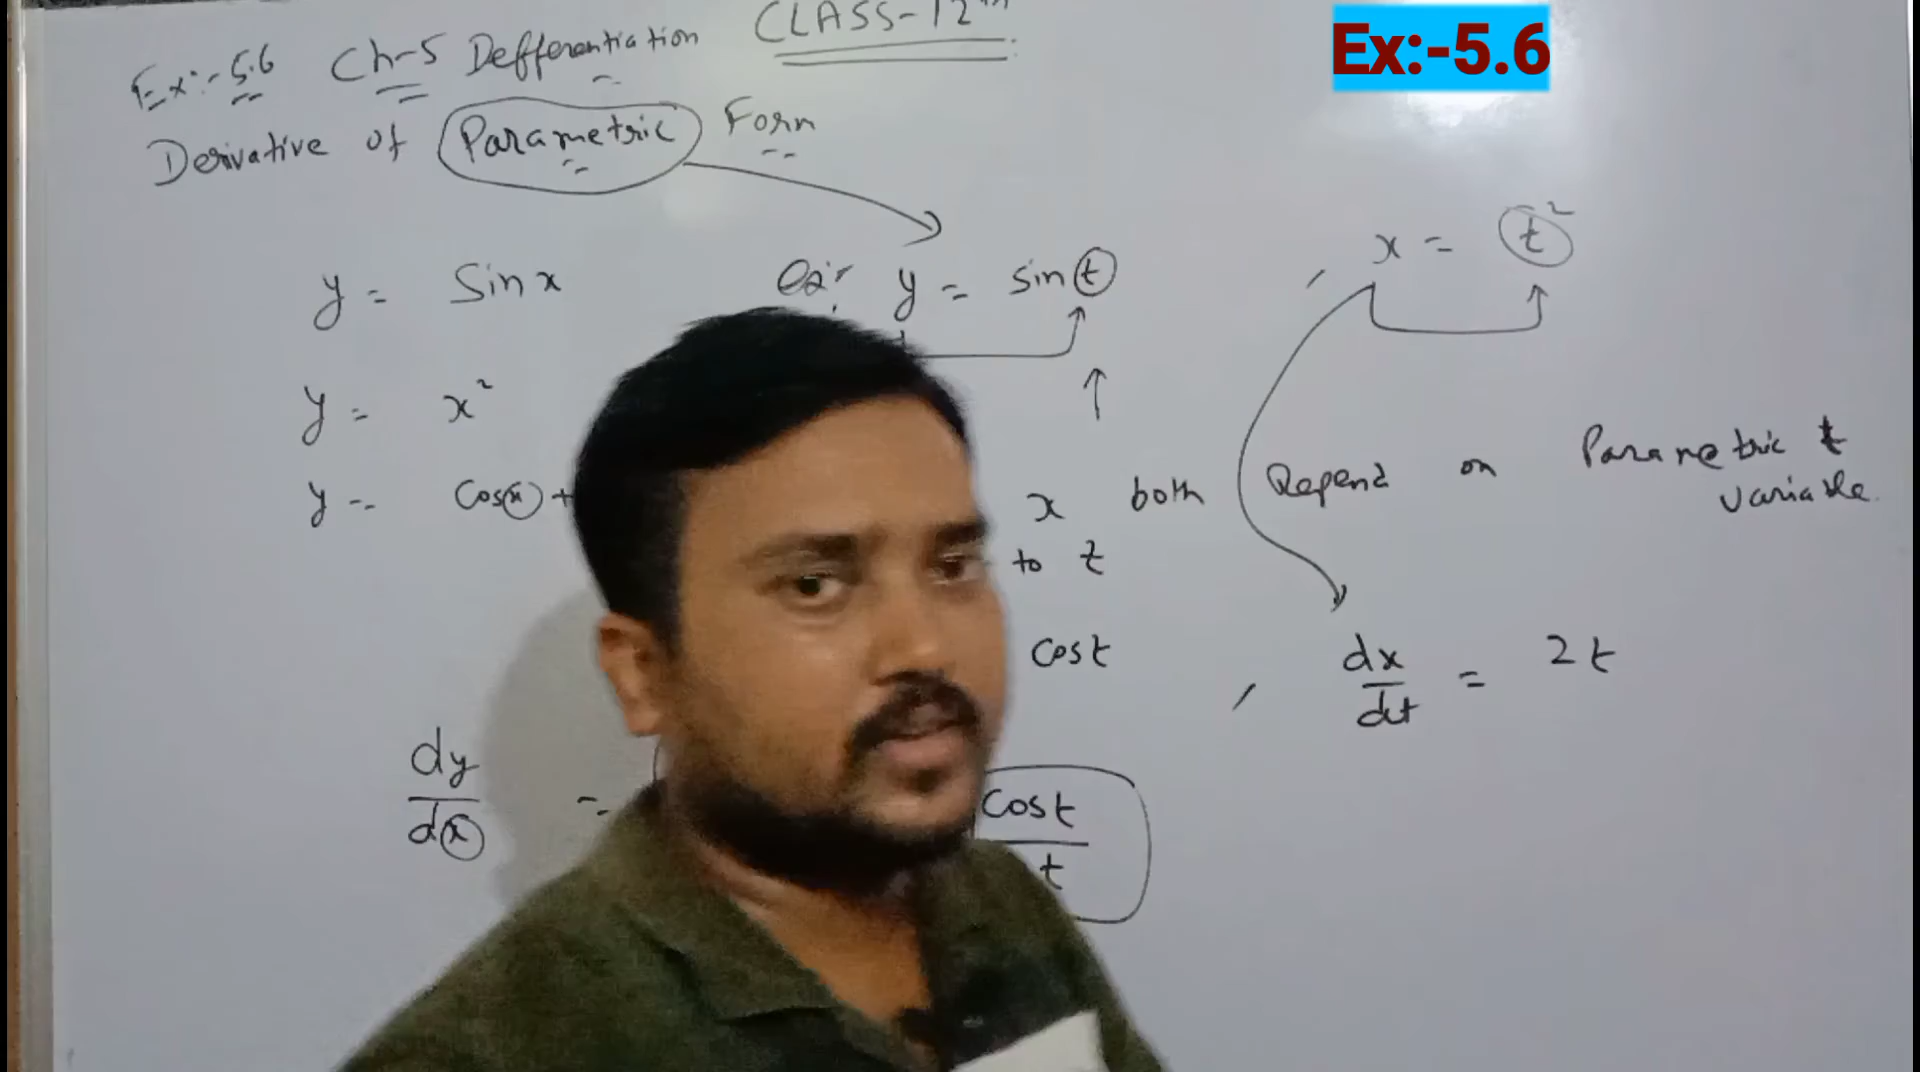 CLASS-12th
Ex:-5.6
Ex:-5.6 Ch-5 Defferentiation
Derivative of Parametric Form
y = Sin x
ex:- y = sin t , x = t²
y = x²
y = Cos x +
x both Depend on Parametric t
variable.
to t
cost , dx/dt = 2t
dy/dx =
cost
t